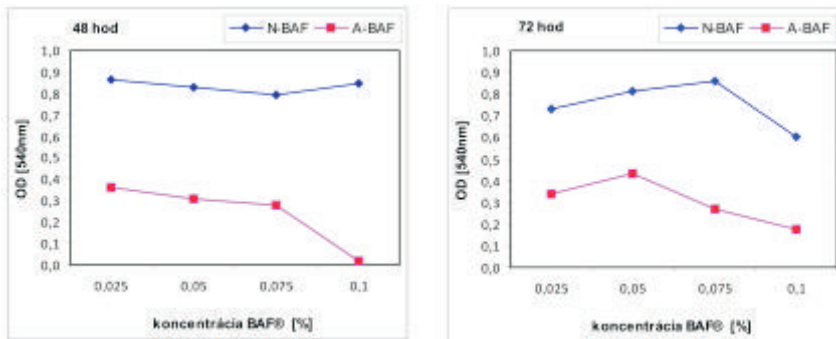 48 hod
N-BAF A-BAF
OD [540nm]
1,0
0,9
0,8
0,7
0,6
0,5
0,4
0,3
0,2
0,1
0,0
0,025 0,05 0,075 0,1
koncentrácia BAF® [%]
72 hod
N-BAF A-BAF
OD [540nm]
1,0
0,9
0,8
0,7
0,6
0,5
0,4
0,3
0,2
0,1
0,0
0,025 0,05 0,075 0,1
koncentrácia BAF® [%]